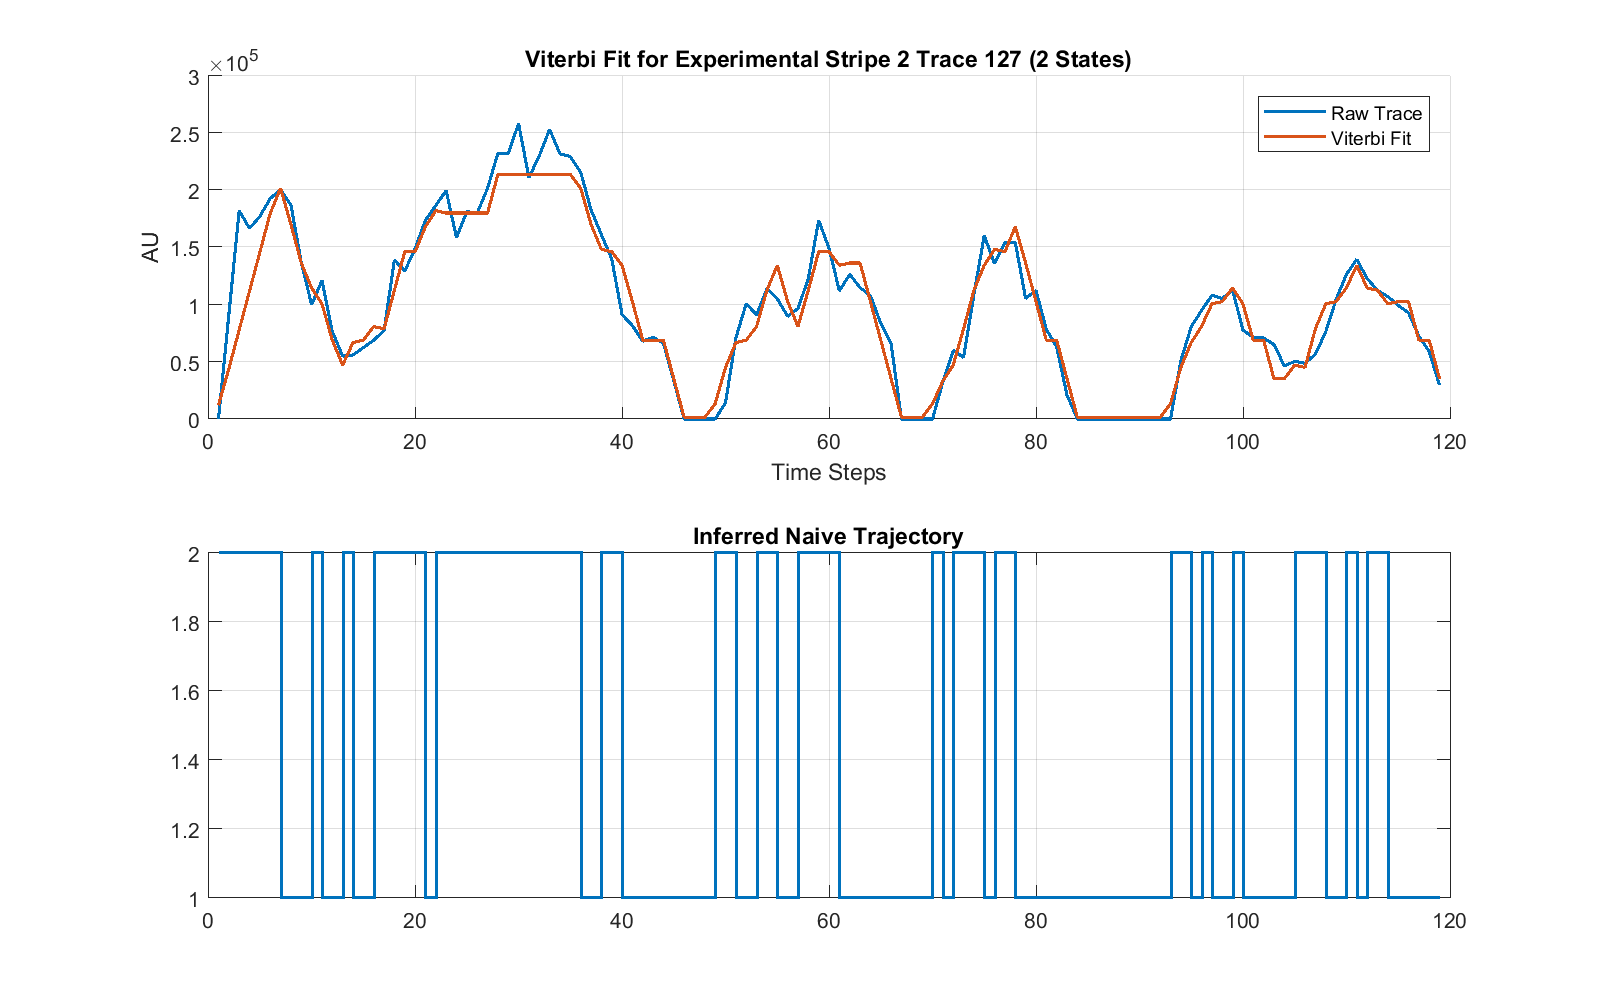 Viterbi Fit for Experimental Stripe 2 Trace 127 (2 States)
×10^5
3
2.5
2
1.5
1
0.5
0
AU
Raw Trace
Viterbi Fit
0 20 40 60 80 100 120
Time Steps
Inferred Naive Trajectory
2
1.8
1.6
1.4
1.2
1
0 20 40 60 80 100 120